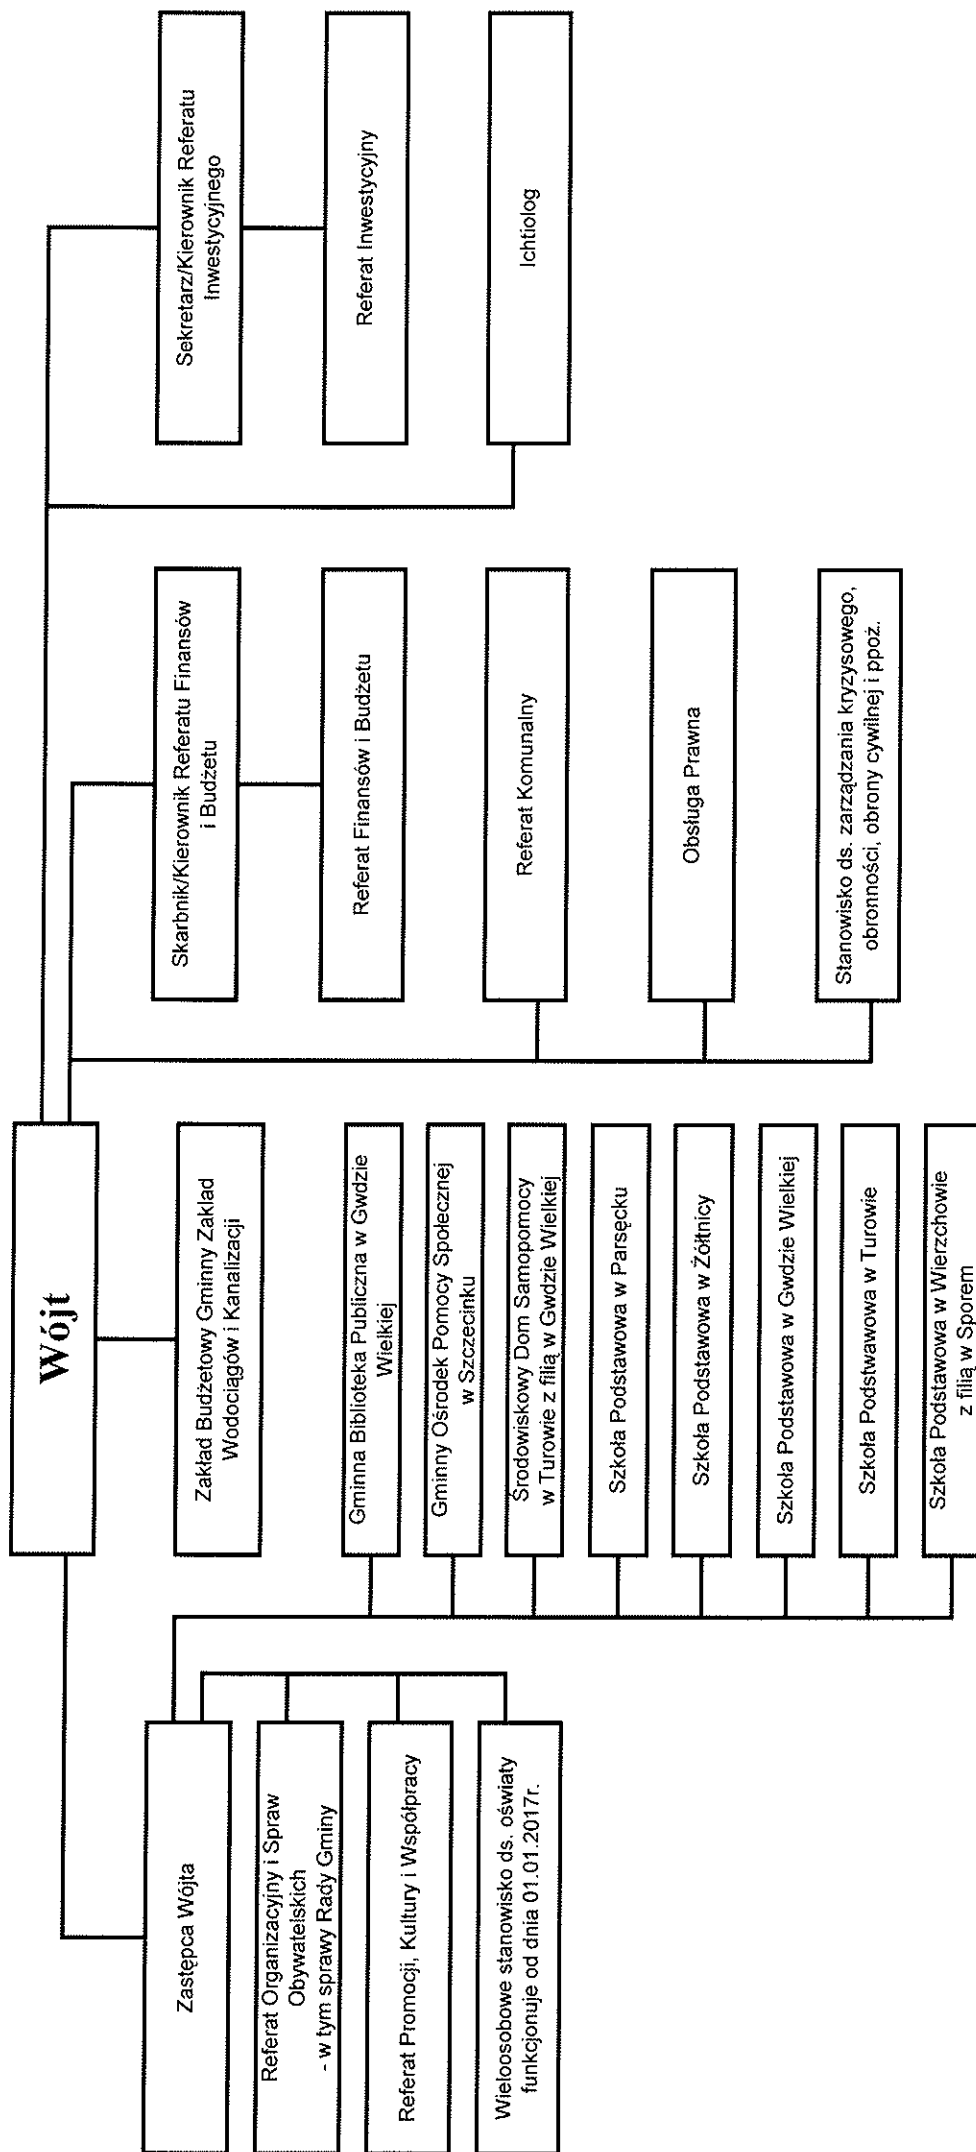 Wójt
Zastępca Wójta
Referat Organizacyjny i Spraw
Obywatelskich
- w tym sprawy Rady Gminy
Referat Promocji, Kultury i Współpracy
Wieloosobowe stanowisko ds. oświaty
funkcjonuje od dnia 01.01.2017r.
Zakład Budżetowy Gminny Zakład
Wodociągów i Kanalizacji
Gminna Biblioteka Publiczna w Gwdzie
Wielkiej
Gminny Ośrodek Pomocy Społecznej
w Szczecinku
Środowiskowy Dom Samopomocy
w Turowie z filią w Gwdzie Wielkiej
Szkoła Podstawowa w Parsęcku
Szkoła Podstawowa w Żółtnicy
Szkoła Podstawowa w Gwdzie Wielkiej
Szkoła Podstwawowa w Turowie
Szkoła Podstawowa w Wierzchowie
z filią w Sporem
Skarbnik/Kierownik Referatu Finansów
i Budżetu
Referat Finansów i Budżetu
Referat Komunalny
Obsługa Prawna
Stanowisko ds. zarządzania kryzysowego,
obronności, obrony cywilnej i ppoż.
Sekretarz/Kierownik Referatu
Inwestycyjnego
Referat Inwestycyjny
Ichtiolog